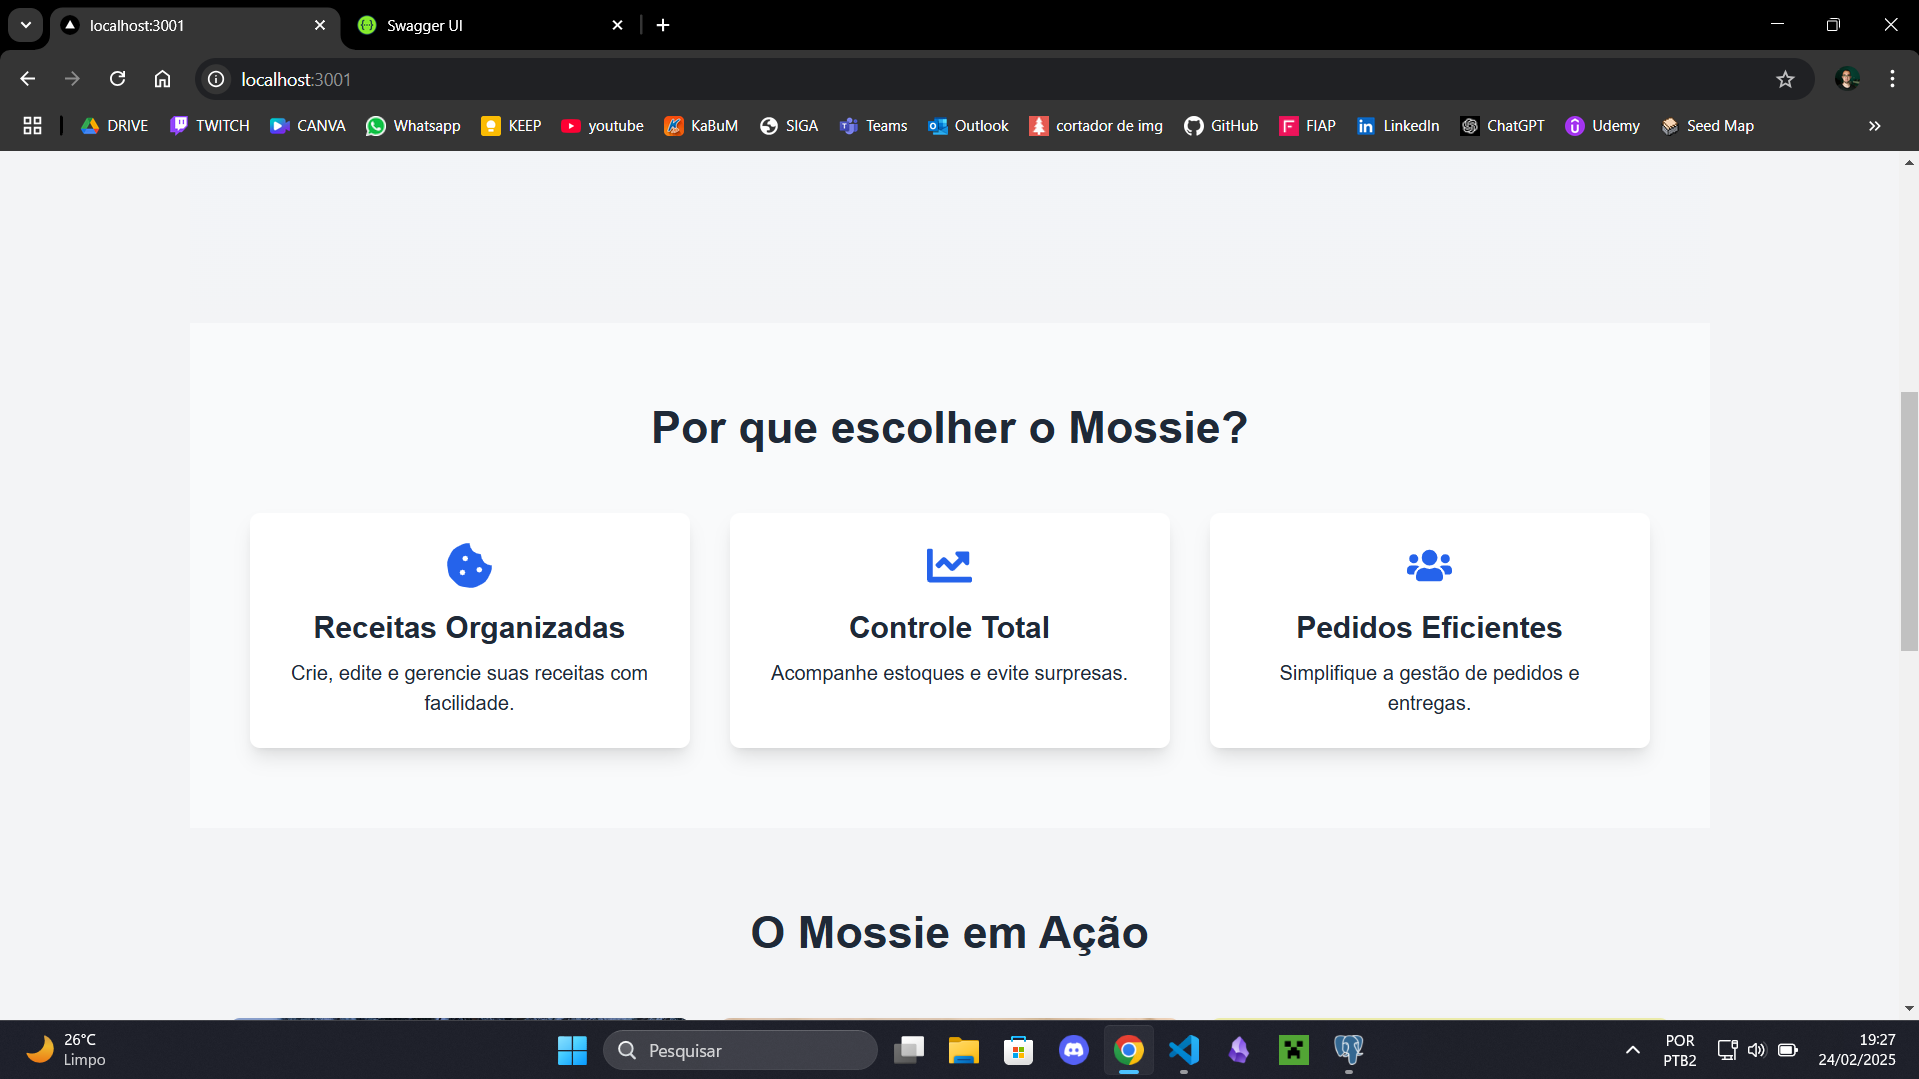 localhost:3001
Swagger UI
localhost:3001
DRIVE
TWITCH
CANVA
Whatsapp
KEEP
youtube
KaBuM
SIGA
Teams
Outlook
cortador de img
GitHub
FIAP
LinkedIn
ChatGPT
Udemy
Seed Map
Por que escolher o Mossie?
Receitas Organizadas
Crie, edite e gerencie suas receitas com
facilidade.
Controle Total
Acompanhe estoques e evite surpresas.
Pedidos Eficientes
Simplifique a gestão de pedidos e
entregas.
O Mossie em Ação
26°C
Limpo
Pesquisar
POR
PTB2
19:27
24/02/2025